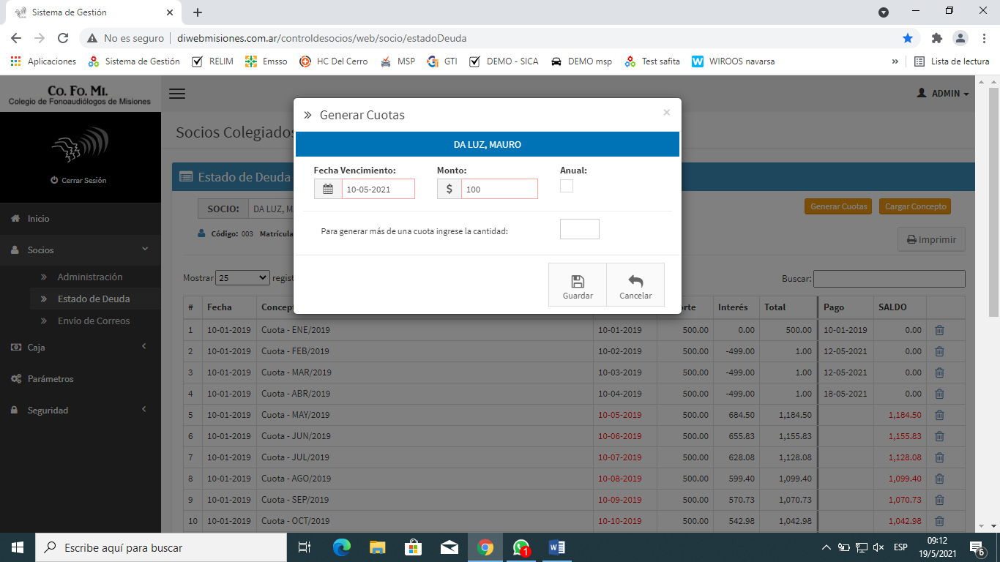 Sistema de Gestión
No es seguro | diwebmisiones.com.ar/controldesocios/web/socio/estadoDeuda
Aplicaciones Sistema de Gestión RELIM Emsso HC Del Cerro MSP GTI DEMO - SICA DEMO msp Test safita WIROOS navarsa » Lista de lectura
CO. FO. MI.
Colegio de Fonoaudiólogos de Misiones
ADMIN
Cerrar Sesión
Inicio
Socios
Administración
Estado de Deuda
Envío de Correos
Caja
Parámetros
Seguridad
Socios Colegiados
Estado de Deuda
SOCIO: DA LUZ, M
Generar Cuotas Cargar Concepto
Código: 003 Matrícula
Imprimir
Generar Cuotas ×
DA LUZ, MAURO
Fecha Vencimiento: Monto: Anual:
10-05-2021 $ 100
Para generar más de una cuota ingrese la cantidad:
Guardar Cancelar
Mostrar 25 regist Buscar:
# Fecha Concept orte Interés Total Pago SALDO
1 10-01-2019 Cuota - ENE/2019 10-01-2019 500.00 0.00 500.00 10-01-2019 0.00
2 10-01-2019 Cuota - FEB/2019 10-02-2019 500.00 -499.00 1.00 12-05-2021 0.00
3 10-01-2019 Cuota - MAR/2019 10-03-2019 500.00 -499.00 1.00 12-05-2021 0.00
4 10-01-2019 Cuota - ABR/2019 10-04-2019 500.00 -499.00 1.00 18-05-2021 0.00
5 10-01-2019 Cuota - MAY/2019 10-05-2019 500.00 684.50 1,184.50 1,184.50
6 10-01-2019 Cuota - JUN/2019 10-06-2019 500.00 655.83 1,155.83 1,155.83
7 10-01-2019 Cuota - JUL/2019 10-07-2019 500.00 628.08 1,128.08 1,128.08
8 10-01-2019 Cuota - AGO/2019 10-08-2019 500.00 599.40 1,099.40 1,099.40
9 10-01-2019 Cuota - SEP/2019 10-09-2019 500.00 570.73 1,070.73 1,070.73
10 10-01-2019 Cuota - OCT/2019 10-10-2019 500.00 542.98 1,042.98 1,042.98
Escribe aquí para buscar
1
ESP
09:12
19/5/2021
6